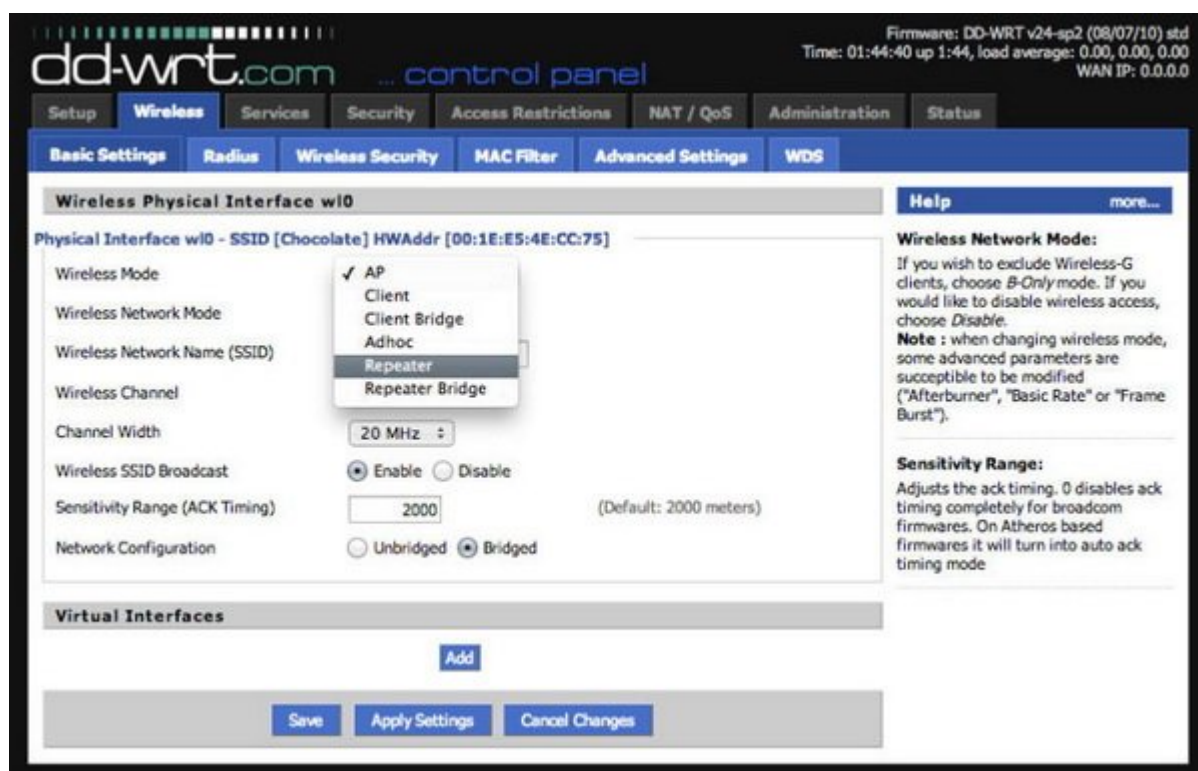 dd-wrt.com ... control panel
Firmware: DD-WRT v24-sp2 (08/07/10) std
Time: 01:44:40 up 1:44, load average: 0.00, 0.00, 0.00
WAN IP: 0.0.0.0
Setup Wireless Services Security Access Restrictions NAT / QoS Administration Status
Basic Settings Radius Wireless Security MAC Filter Advanced Settings WDS
Wireless Physical Interface wl0
Physical Interface wl0 - SSID [Chocolate] HWAddr [00:1E:E5:4E:CC:75]
Wireless Mode
✓ AP
Client
Client Bridge
Adhoc
Repeater
Repeater Bridge
Wireless Network Mode
Wireless Network Name (SSID)
Wireless Channel
Channel Width 20 MHz
Wireless SSID Broadcast Enable Disable
Sensitivity Range (ACK Timing) 2000 (Default: 2000 meters)
Network Configuration Unbridged Bridged
Virtual Interfaces
Add
Save Apply Settings Cancel Changes
Help more...
Wireless Network Mode:
If you wish to exclude Wireless-G
clients, choose B-Only mode. If you
would like to disable wireless access,
choose Disable.
Note : when changing wireless mode,
some advanced parameters are
succeptible to be modified
("Afterburner", "Basic Rate" or "Frame
Burst").
Sensitivity Range:
Adjusts the ack timing. 0 disables ack
timing completely for broadcom
firmwares. On Atheros based
firmwares it will turn into auto ack
timing mode